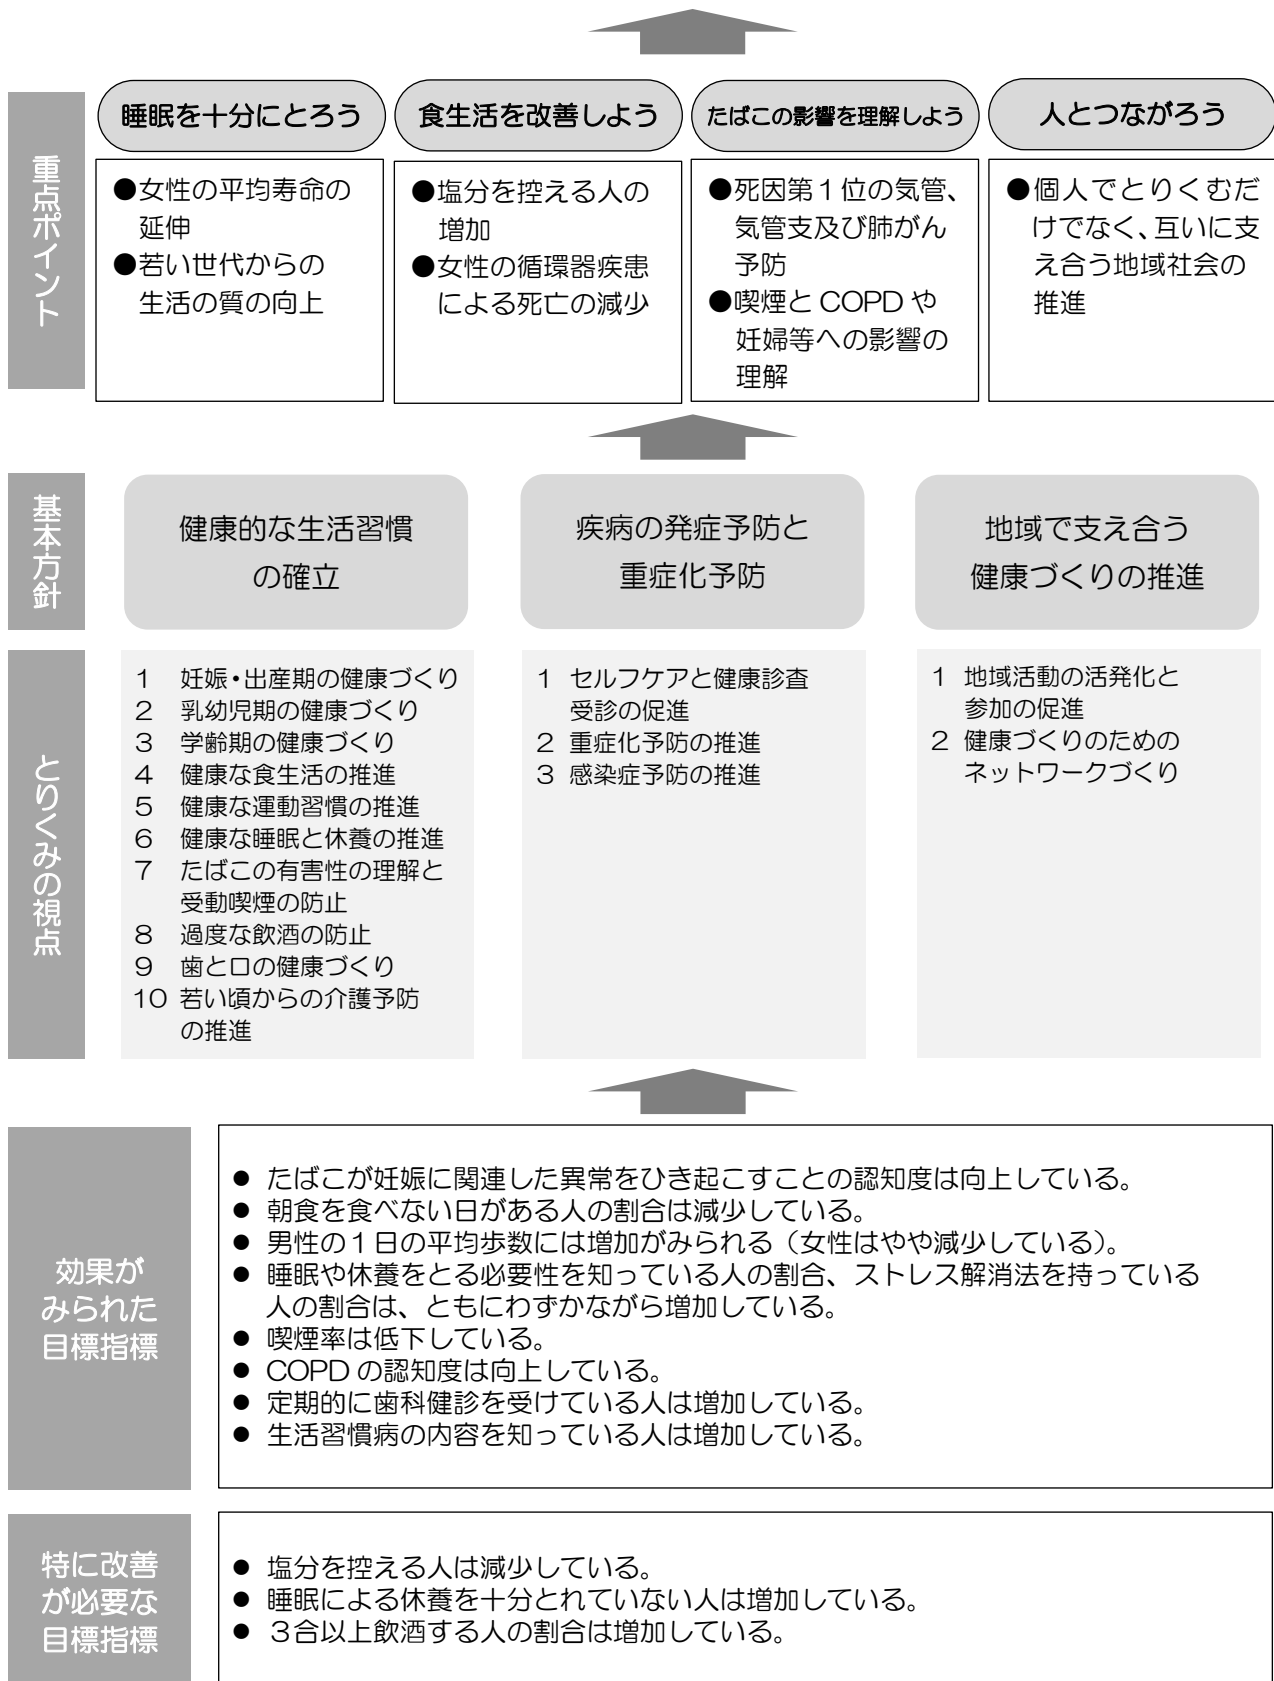 重点ポイント
睡眠を十分にとろう
●女性の平均寿命の
延伸
●若い世代からの
生活の質の向上
食生活を改善しよう
●塩分を控える人の
増加
●女性の循環器疾患
による死亡の減少
たばこの影響を理解しよう
●死因第１位の気管、
気管支及び肺がん
予防
●喫煙と COPD や
妊婦等への影響の
理解
人とつながろう
●個人でとりくむだ
けでなく、互いに支
え合う地域社会の
推進
基本方針
健康的な生活習慣
の確立
疾病の発症予防と
重症化予防
地域で支え合う
健康づくりの推進
とりくみの視点
1 妊娠・出産期の健康づくり
2 乳幼児期の健康づくり
3 学齢期の健康づくり
4 健康な食生活の推進
5 健康な運動習慣の推進
6 健康な睡眠と休養の推進
7 たばこの有害性の理解と
受動喫煙の防止
8 過度な飲酒の防止
9 歯と口の健康づくり
10 若い頃からの介護予防
の推進
1 セルフケアと健康診査
受診の促進
2 重症化予防の推進
3 感染症予防の推進
1 地域活動の活発化と
参加の促進
2 健康づくりのための
ネットワークづくり
効果が
みられた
目標指標
● たばこが妊娠に関連した異常をひき起こすことの認知度は向上している。
● 朝食を食べない日がある人の割合は減少している。
● 男性の１日の平均歩数には増加がみられる（女性はやや減少している）。
● 睡眠や休養をとる必要性を知っている人の割合、ストレス解消法を持っている
人の割合は、ともにわずかながら増加している。
● 喫煙率は低下している。
● COPD の認知度は向上している。
● 定期的に歯科健診を受けている人は増加している。
● 生活習慣病の内容を知っている人は増加している。
特に改善
が必要な
目標指標
● 塩分を控える人は減少している。
● 睡眠による休養を十分とれていない人は増加している。
● ３合以上飲酒する人の割合は増加している。